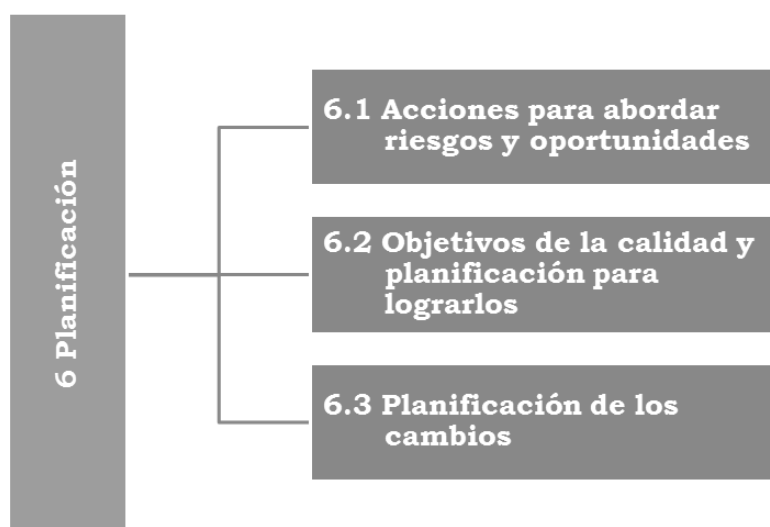 6 Planificación
6.1 Acciones para abordar
riesgos y oportunidades
6.2 Objetivos de la calidad y
planificación para
lograrlos
6.3 Planificación de los
cambios